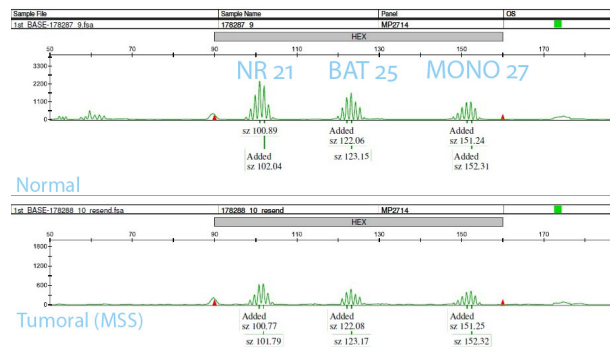 Sample File Sample Name Panel OS
1st_BASE-178287_9.fsa 178287_9 MP2714
HEX
50 70 90 110 130 150 170
NR 21 BAT 25 MONO 27
3300
2200
1100
0
sz 100.89 Added Added
sz 122.06 sz 151.24
Added sz 123.15 Added
sz 102.04 sz 152.31
Normal
1st_BASE-178288_10_resend.fsa 178288_10_resend MP2714
HEX
50 70 90 110 130 150 170
1800
1200
600
0
Added Added Added
sz 100.77 sz 122.08 sz 151.25
sz 101.79 sz 123.17 sz 152.32
Tumoral (MSS)